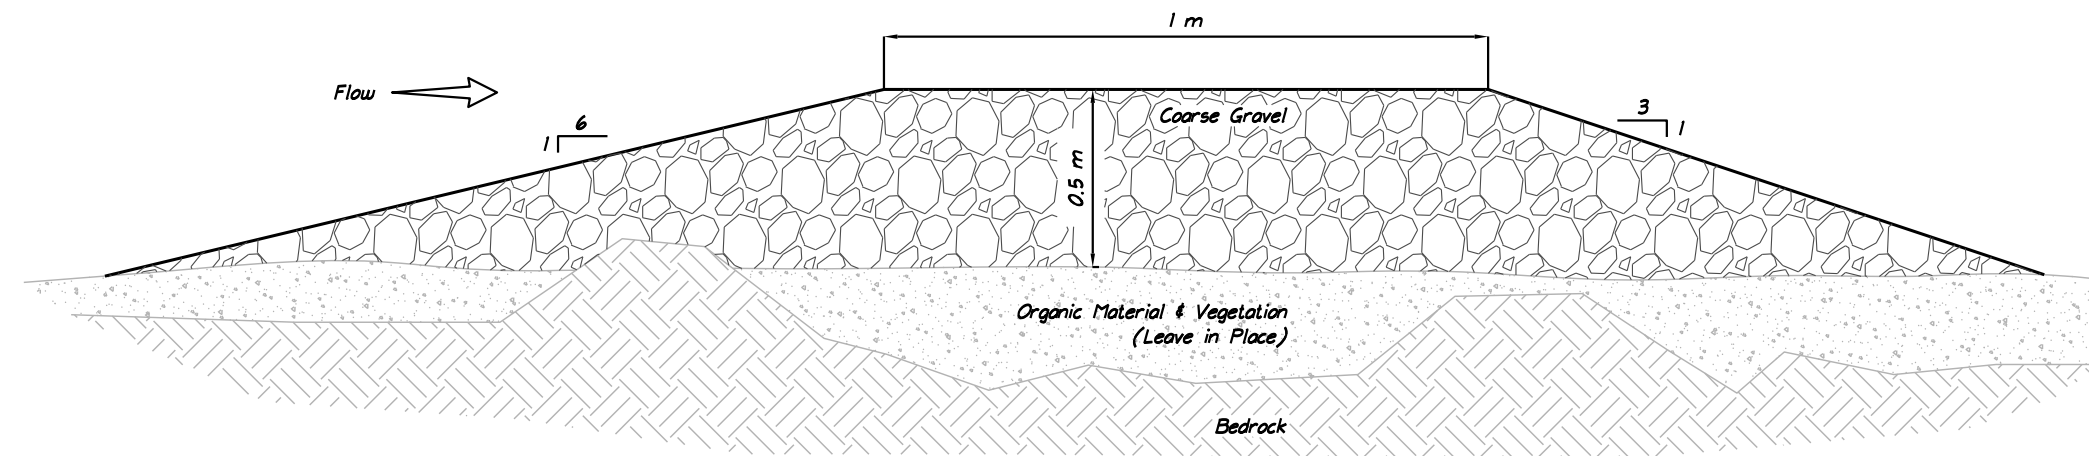 1 m
Flow
6
1
Coarse Gravel
3
1
0.5 m
Organic Material & Vegetation
(Leave in Place)
Bedrock